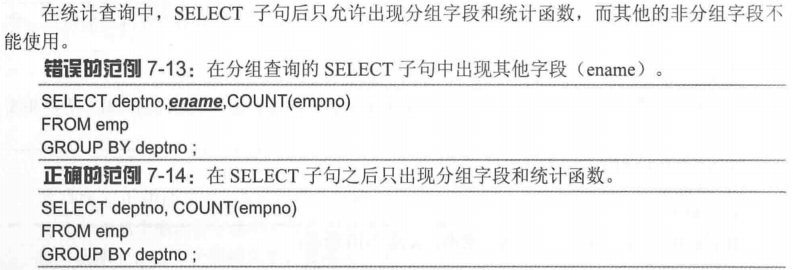 在统计查询中，SELECT 子句后只允许出现分组字段和统计函数，而其他的非分组字段不
能使用。
错误的范例 7-13：在分组查询的 SELECT 子句中出现其他字段（ename）。
SELECT deptno,ename,COUNT(empno)
FROM emp
GROUP BY deptno ;
正确的范例 7-14：在 SELECT 子句之后只出现分组字段和统计函数。
SELECT deptno, COUNT(empno)
FROM emp
GROUP BY deptno ;